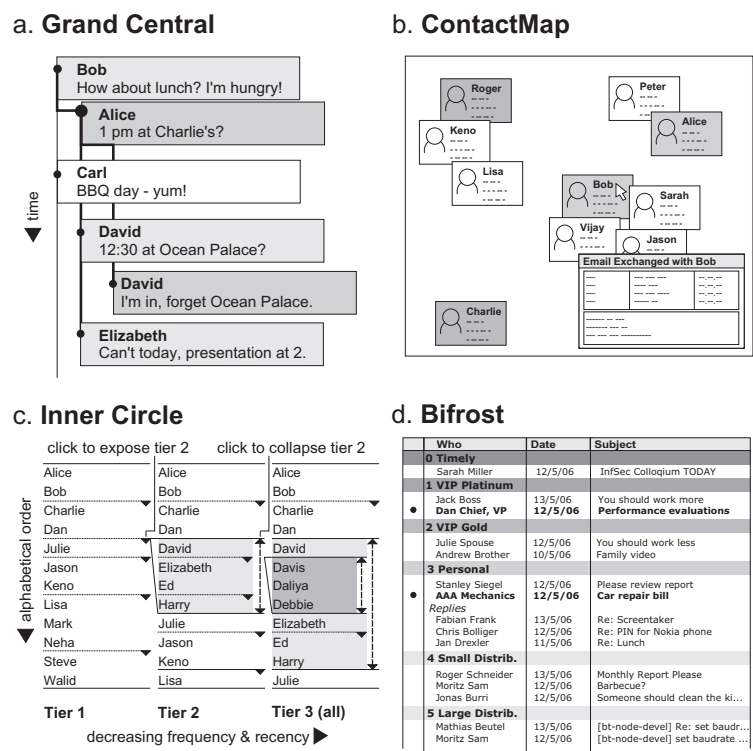 a. Grand Central
Bob
How about lunch? I'm hungry!
Alice
1 pm at Charlie's?
Carl
BBQ day - yum!
David
12:30 at Ocean Palace?
David
I'm in, forget Ocean Palace.
Elizabeth
Can't today, presentation at 2.
time
b. ContactMap
Roger
Keno
Lisa
Peter
Alice
Bob
Sarah
Vijay
Jason
Email Exchanged with Bob
Charlie
c. Inner Circle
click to expose tier 2
click to collapse tier 2
alphabetical order
Alice
Bob
Charlie
Dan
Julie
Jason
Keno
Lisa
Mark
Neha
Steve
Walid
Tier 1
Alice
Bob
Charlie
Dan
David
Elizabeth
Ed
Harry
Julie
Jason
Keno
Lisa
Tier 2
Alice
Bob
Charlie
Dan
David
Davis
Daliya
Debbie
Elizabeth
Ed
Harry
Julie
Tier 3 (all)
decreasing frequency & recency
d. Bifrost
Who Date Subject
0 Timely
Sarah Miller 12/5/06 InfSec Colloqium TODAY
1 VIP Platinum
Jack Boss 13/5/06 You should work more
Dan Chief, VP 12/5/06 Performance evaluations
2 VIP Gold
Julie Spouse 12/5/06 You should work less
Andrew Brother 10/5/06 Family video
3 Personal
Stanley Siegel 12/5/06 Please review report
AAA Mechanics 12/5/06 Car repair bill
Replies
Fabian Frank 13/5/06 Re: Screentaker
Chris Bolliger 12/5/06 Re: PIN for Nokia phone
Jan Drexler 11/5/06 Re: Lunch
4 Small Distrib.
Roger Schneider 13/5/06 Monthly Report Please
Moritz Sam 12/5/06 Barbecue?
Jonas Burri 12/5/06 Someone should clean the ki...
5 Large Distrib.
Mathias Beutel 13/5/06 [bt-node-devel] Re: set baudr...
Moritz Sam 12/5/06 [bt-node-devel] set baudrate ...